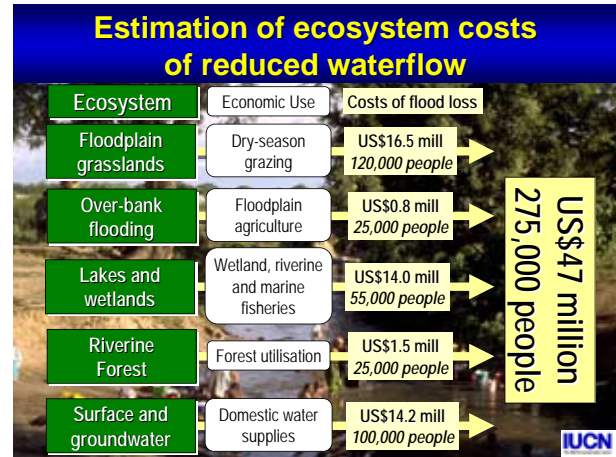 Estimation of ecosystem costs
of reduced waterflow
Ecosystem
Economic Use
Costs of flood loss
Floodplain
grasslands
Dry-season
grazing
US$16.5 mill
120,000 people
Over-bank
flooding
Floodplain
agriculture
US$0.8 mill
25,000 people
Lakes and
wetlands
Wetland, riverine
and marine
fisheries
US$14.0 mill
55,000 people
Riverine
Forest
Forest utilisation
US$1.5 mill
25,000 people
Surface and
groundwater
Domestic water
supplies
US$14.2 mill
100,000 people
US$47 million
275,000 people
IUCN